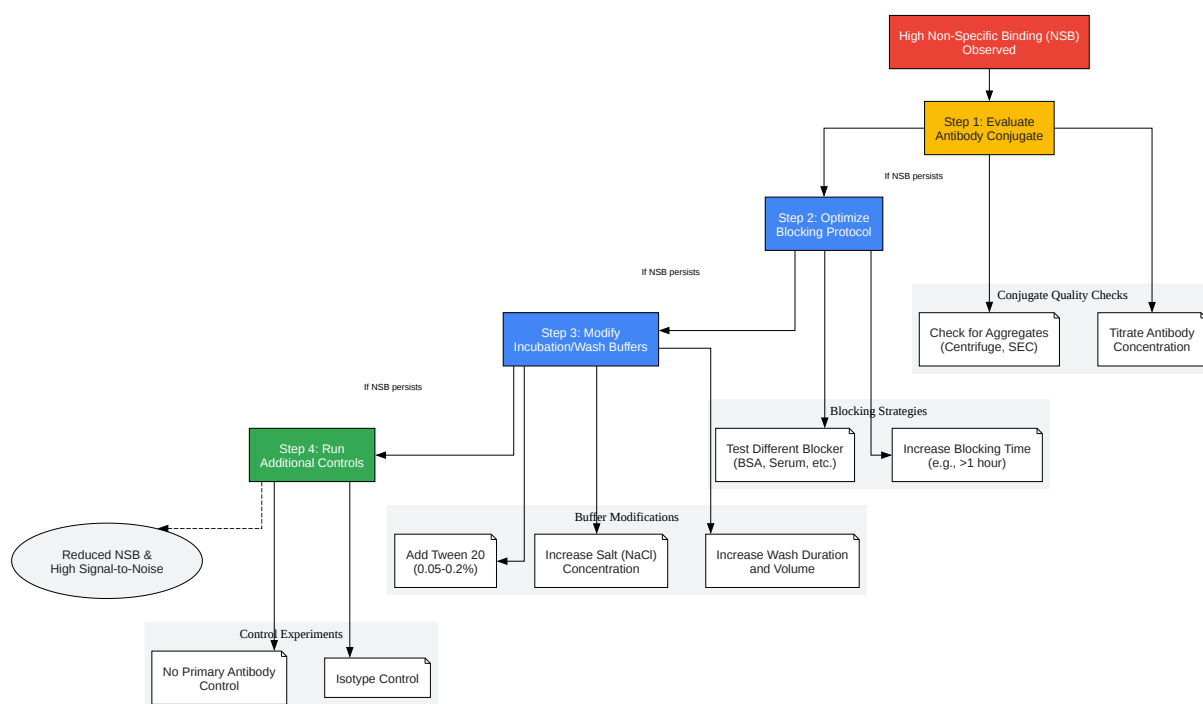 High Non-Specific Binding (NSB)
Observed
Step 1: Evaluate
Antibody Conjugate
If NSB persists
Step 2: Optimize
Blocking Protocol
If NSB persists
Conjugate Quality Checks
Check for Aggregates
(Centrifuge, SEC)
Titrate Antibody
Concentration
Step 3: Modify
Incubation/Wash Buffers
If NSB persists
Blocking Strategies
Test Different Blocker
(BSA, Serum, etc.)
Increase Blocking Time
(e.g., >1 hour)
Step 4: Run
Additional Controls
Buffer Modifications
Add Tween 20
(0.05-0.2%)
Increase Salt (NaCl)
Concentration
Increase Wash Duration
and Volume
Reduced NSB &
High Signal-to-Noise
Control Experiments
No Primary Antibody
Control
Isotype Control